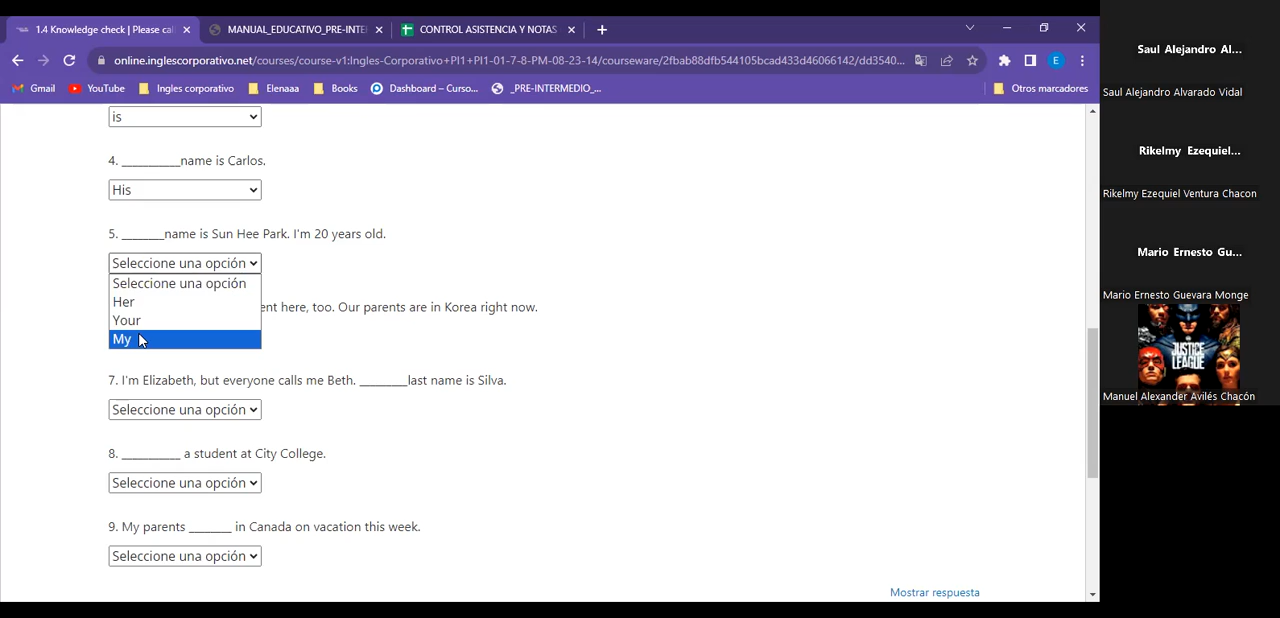 1.4 Knowledge check | Please cal
MANUAL_EDUCATIVO_PRE-INTE
CONTROL ASISTENCIA Y NOTAS
online.inglescorporativo.net/courses/course-v1:Ingles-Corporativo+PI1+PI1-01-7-8-PM-08-23-14/courseware/2fbab88dfb544105bcad433d46066142/dd3540...
E
Gmail
YouTube
Ingles corporativo
Elenaaa
Books
Dashboard – Curso...
_PRE-INTERMEDIO_...
Otros marcadores
is
4. __________name is Carlos.
His
5. _______name is Sun Hee Park. I'm 20 years old.
Seleccione una opción
Seleccione una opción
Her
Your
My
ent here, too. Our parents are in Korea right now.
7. I'm Elizabeth, but everyone calls me Beth. ________last name is Silva.
Seleccione una opción
8. __________ a student at City College.
Seleccione una opción
9. My parents _______ in Canada on vacation this week.
Seleccione una opción
Mostrar respuesta
Saul Alejandro Al...
Saul Alejandro Alvarado Vidal
Rikelmy Ezequiel...
Rikelmy Ezequiel Ventura Chacon
Mario Ernesto Gu...
Mario Ernesto Guevara Monge
JUSTICE
LEAGUE
Manuel Alexander Avilés Chacón